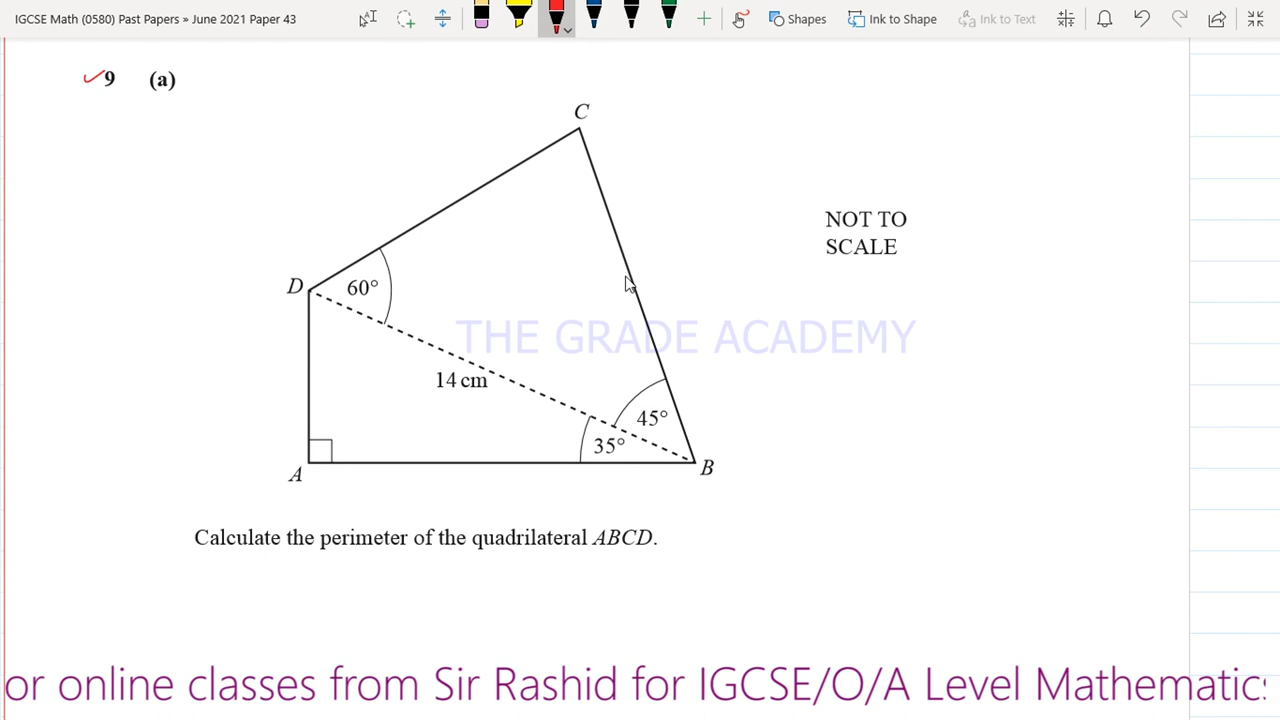 IGCSE Math (0580) Past Papers » June 2021 Paper 43
Shapes
Ink to Shape
Ink to Text
9 (a)
C
NOT TO
SCALE
D
60°
THE GRADE ACADEMY
14 cm
45°
35°
A
B
Calculate the perimeter of the quadrilateral ABCD.
or online classes from Sir Rashid for IGCSE/O/A Level Mathematics